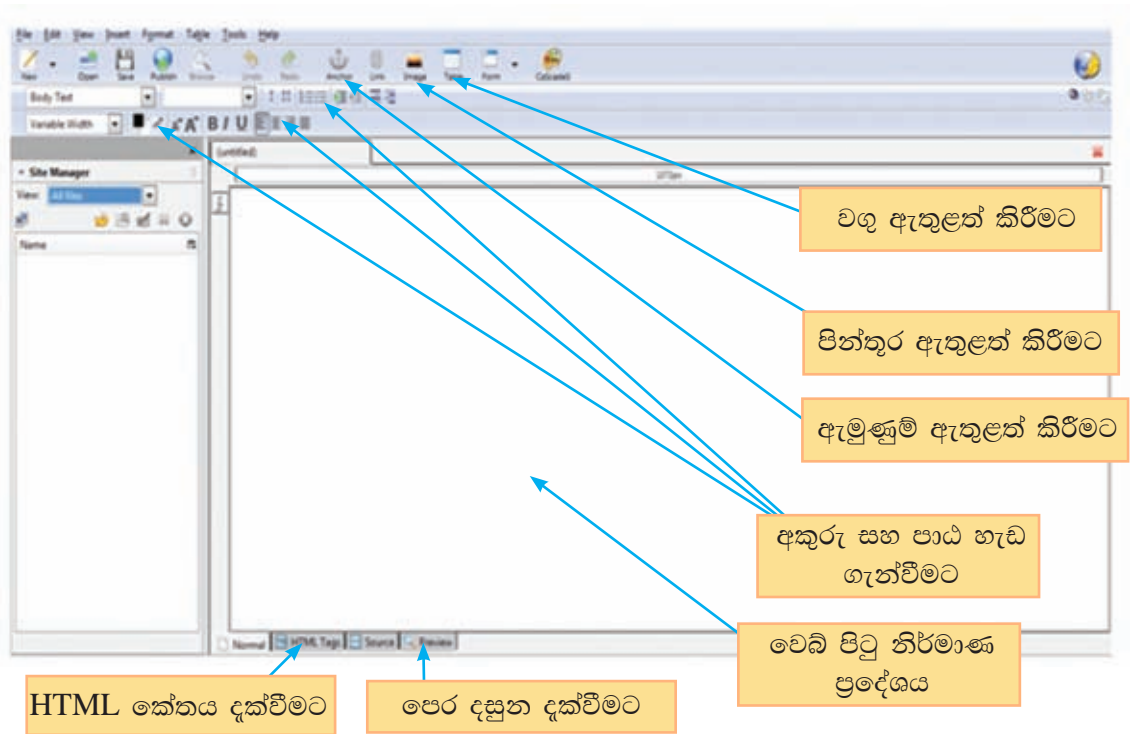 File Edit View Insert Format Table Tools Help
New Open Save Publish Browse Undo Redo Anchor Link Image Table Form CaScadeS
Body Text
Variable Width B I U
(untitled)
Site Manager
View: All files
Name
වගු ඇතුළත් කිරීමට
පින්තූර ඇතුළත් කිරීමට
ඇමුණුම් ඇතුළත් කිරීමට
අකුරු සහ පාඨ හැඩ
ගැන්වීමට
වෙබ් පිටු නිර්මාණ
ප්‍රදේශය
Normal HTML Tags Source Preview
HTML කේතය දැක්වීමට
පෙර දසුන දැක්වීමට